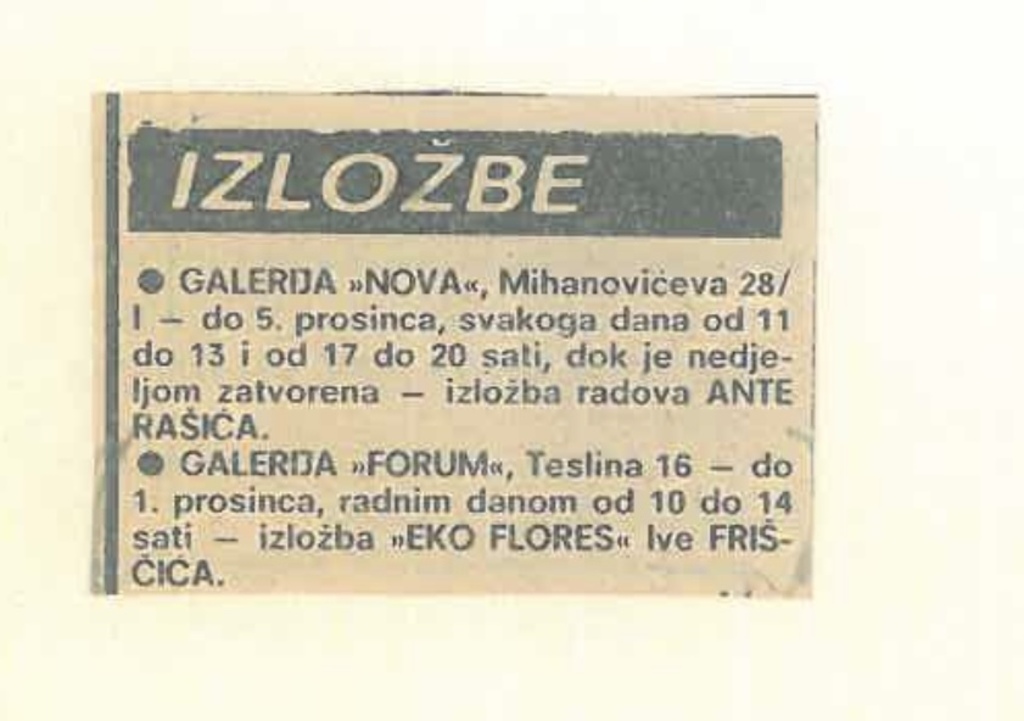 IZLOŽBE
● GALERIJA »NOVA«, Mihanovićeva 28/
I — do 5. prosinca, svakoga dana od 11
do 13 i od 17 do 20 sati, dok je nedje-
ljom zatvorena — izložba radova ANTE
RAŠIĆA.
● GALERIJA »FORUM«, Teslina 16 — do
1. prosinca, radnim danom od 10 do 14
sati — izložba »EKO FLORES« Ive FRIŠ-
ČIĆA.